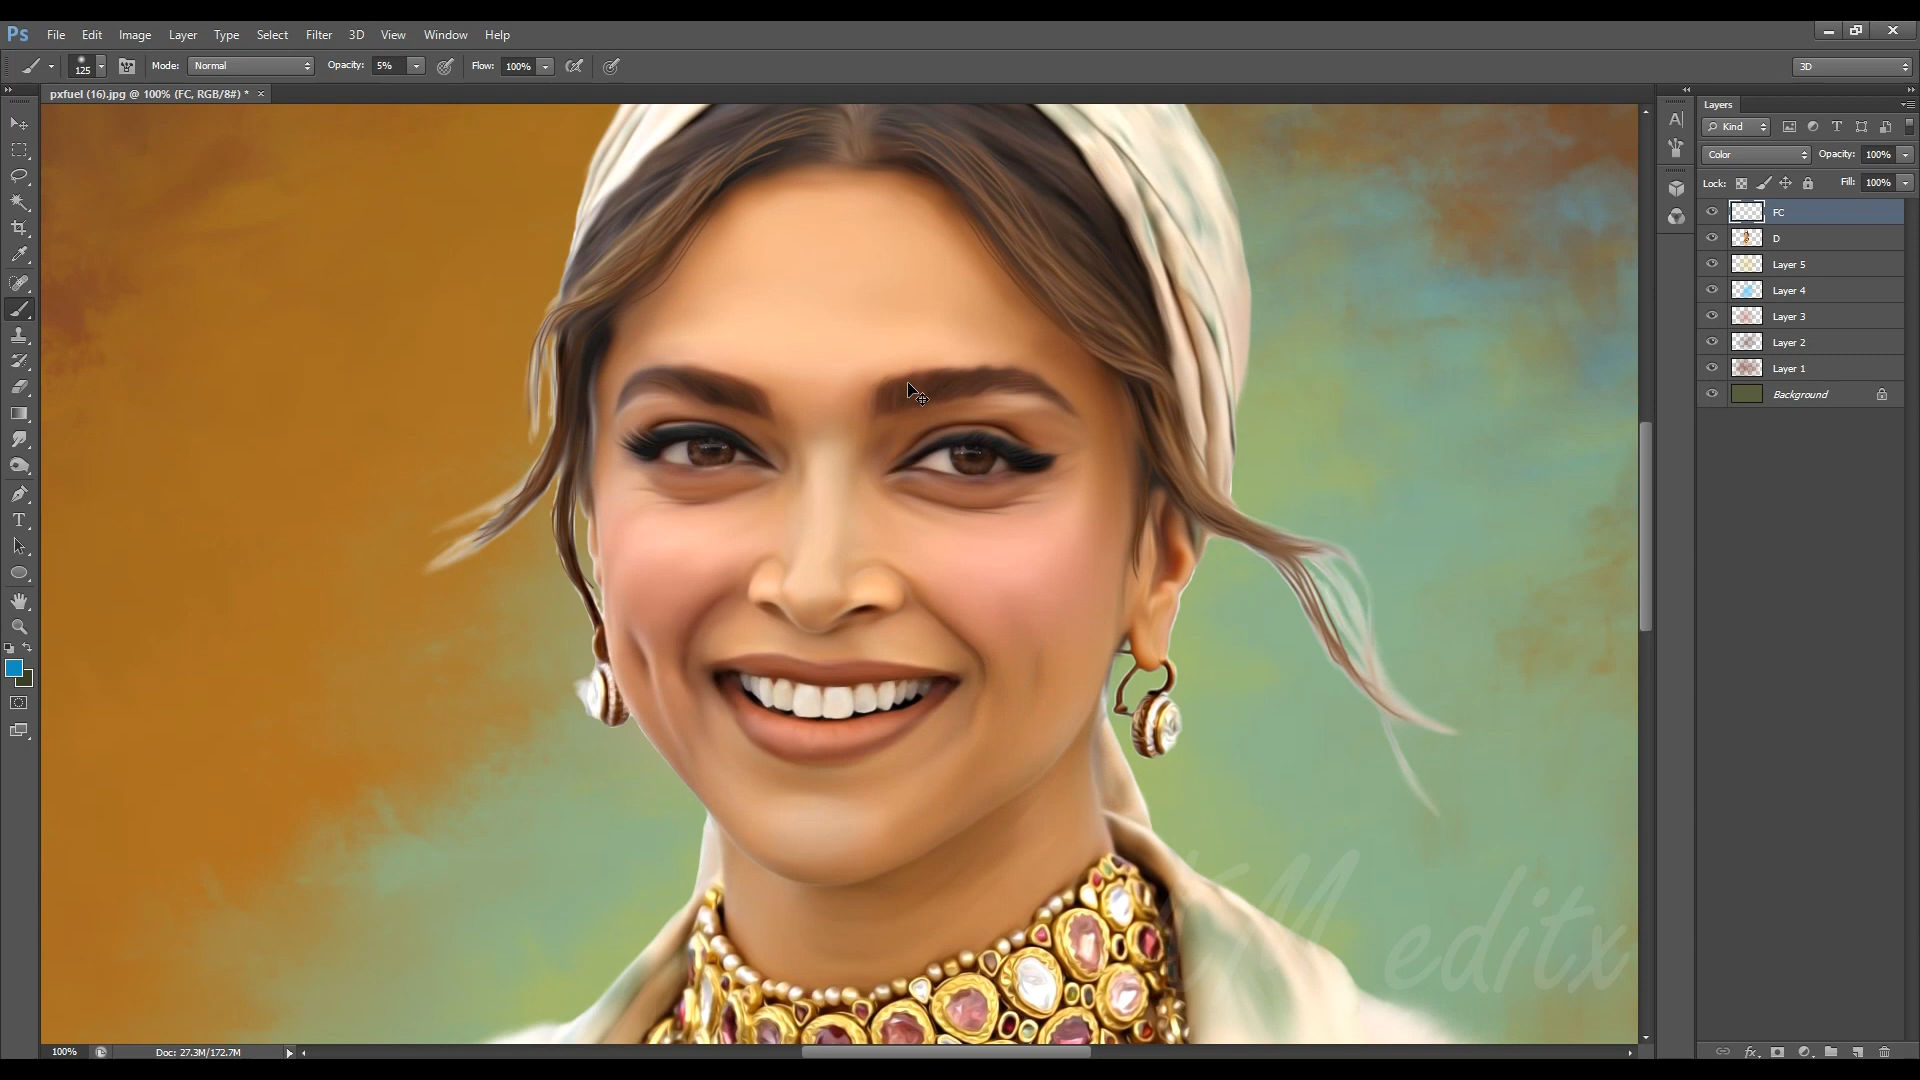 Ps File Edit Image Layer Type Select Filter 3D View Window Help
125 Mode: Normal Opacity: 5% Flow: 100% 3D
pxfuel (16).jpg @ 100% (FC, RGB/8#) * ×
Layers
Kind
Color Opacity: 100%
Lock: Fill: 100%
FC
D
Layer 5
Layer 4
Layer 3
Layer 2
Layer 1
Background
editx
100% Doc: 27.3M/172.7M